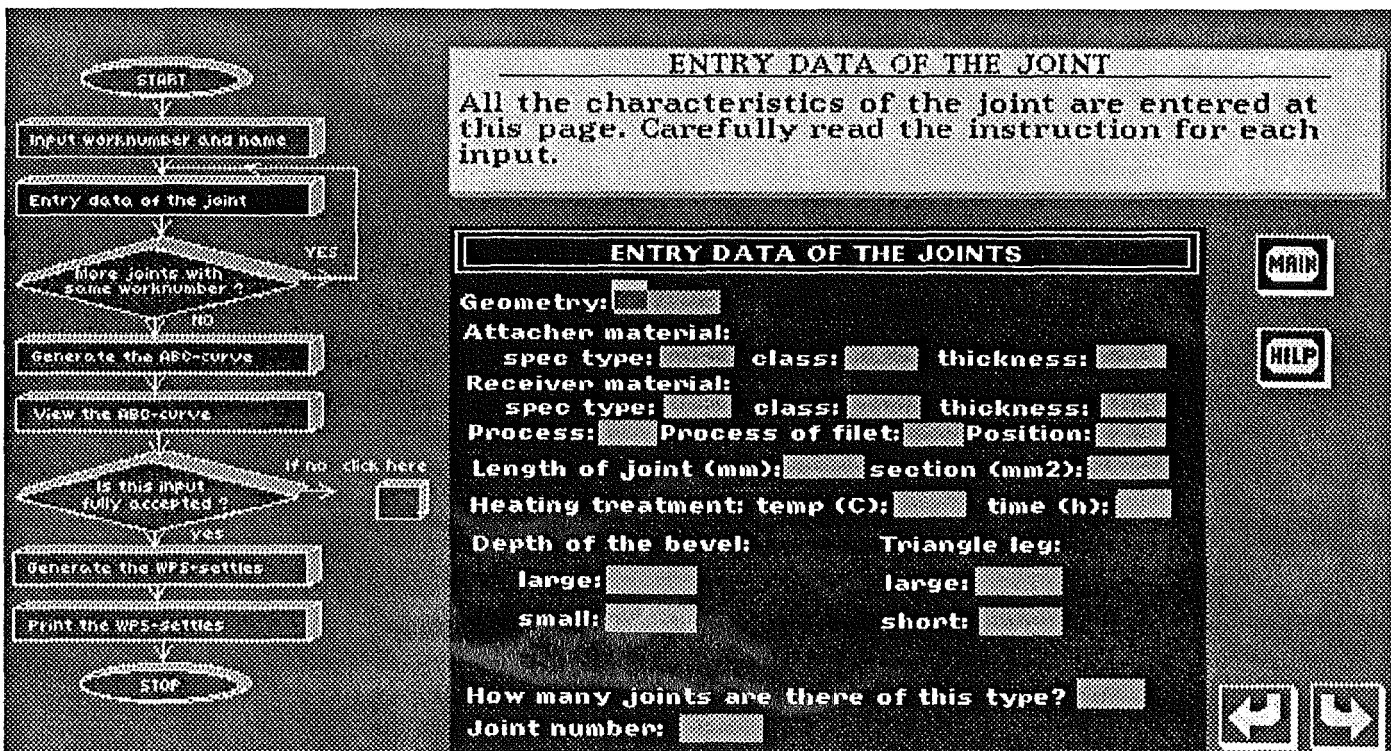 START
Input worknumber and name
Entry data of the joint
YES
More joints with
same worknumber ?
NO
Generate the ABC-curve
View the ABC-curve
If no click here
Is this input
fully accepted ?
yes
Generate the WPS-settles
Print the WPS-settles
STOP
ENTRY DATA OF THE JOINT
All the characteristics of the joint are entered at
this page. Carefully read the instruction for each
input.
ENTRY DATA OF THE JOINTS
Geometry:
Attacher material:
spec type: class: thickness:
Receiver material:
spec type: class: thickness:
Process: Process of filet: Position:
Length of joint (mm): section (mm2):
Heating treatment: temp (C): time (h):
Depth of the bevel: Triangle leg:
large: large:
small: short:
How many joints are there of this type?
Joint number:
MAIN
HELP